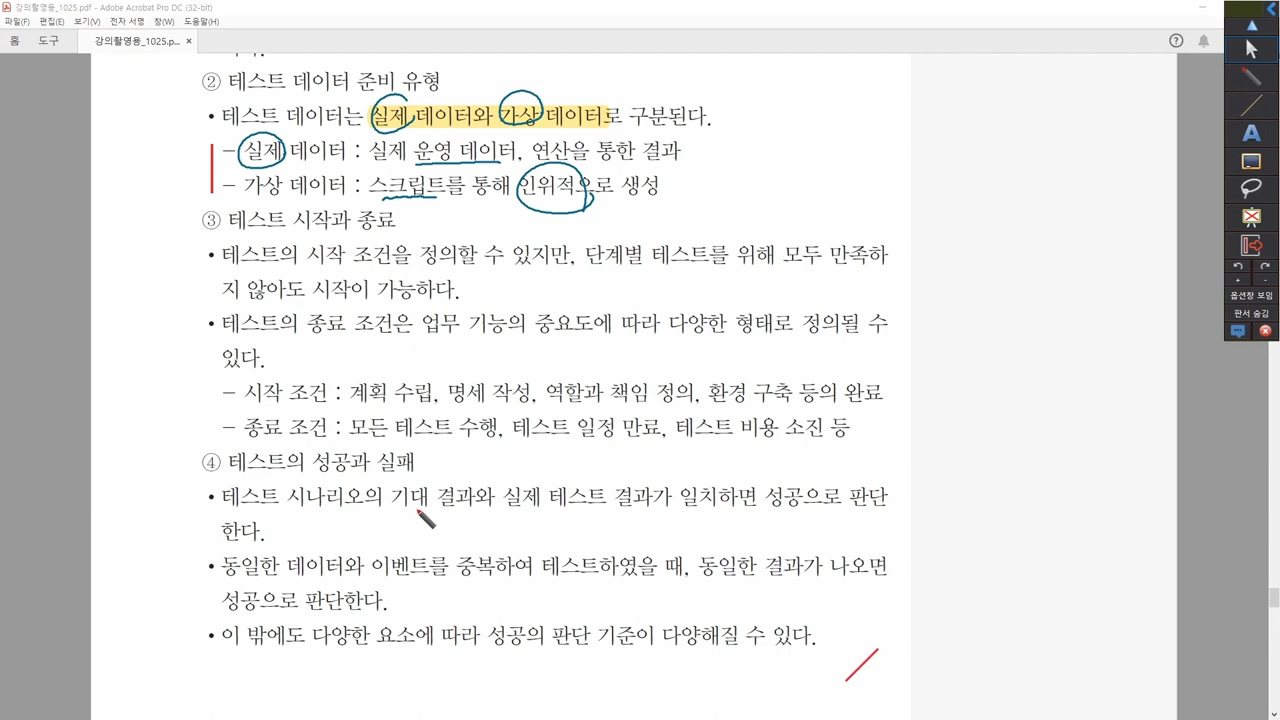 강의촬영용_1025.pdf - Adobe Acrobat Pro DC (32-bit)
파일(F) 편집(E) 보기(V) 전자 서명 창(W) 도움말(H)
홈 도구 강의촬영용_1025.p... ×
② 테스트 데이터 준비 유형
• 테스트 데이터는 실제 데이터와 가상 데이터로 구분된다.
– 실제 데이터 : 실제 운영 데이터, 연산을 통한 결과
– 가상 데이터 : 스크립트를 통해 인위적으로 생성
③ 테스트 시작과 종료
• 테스트의 시작 조건을 정의할 수 있지만, 단계별 테스트를 위해 모두 만족하
지 않아도 시작이 가능하다.
• 테스트의 종료 조건은 업무 기능의 중요도에 따라 다양한 형태로 정의될 수
있다.
– 시작 조건 : 계획 수립, 명세 작성, 역할과 책임 정의, 환경 구축 등의 완료
– 종료 조건 : 모든 테스트 수행, 테스트 일정 만료, 테스트 비용 소진 등
④ 테스트의 성공과 실패
• 테스트 시나리오의 기대 결과와 실제 테스트 결과가 일치하면 성공으로 판단
한다.
• 동일한 데이터와 이벤트를 중복하여 테스트하였을 때, 동일한 결과가 나오면
성공으로 판단한다.
• 이 밖에도 다양한 요소에 따라 성공의 판단 기준이 다양해질 수 있다.
A
+ -
옵션장 보임
판서 숨김